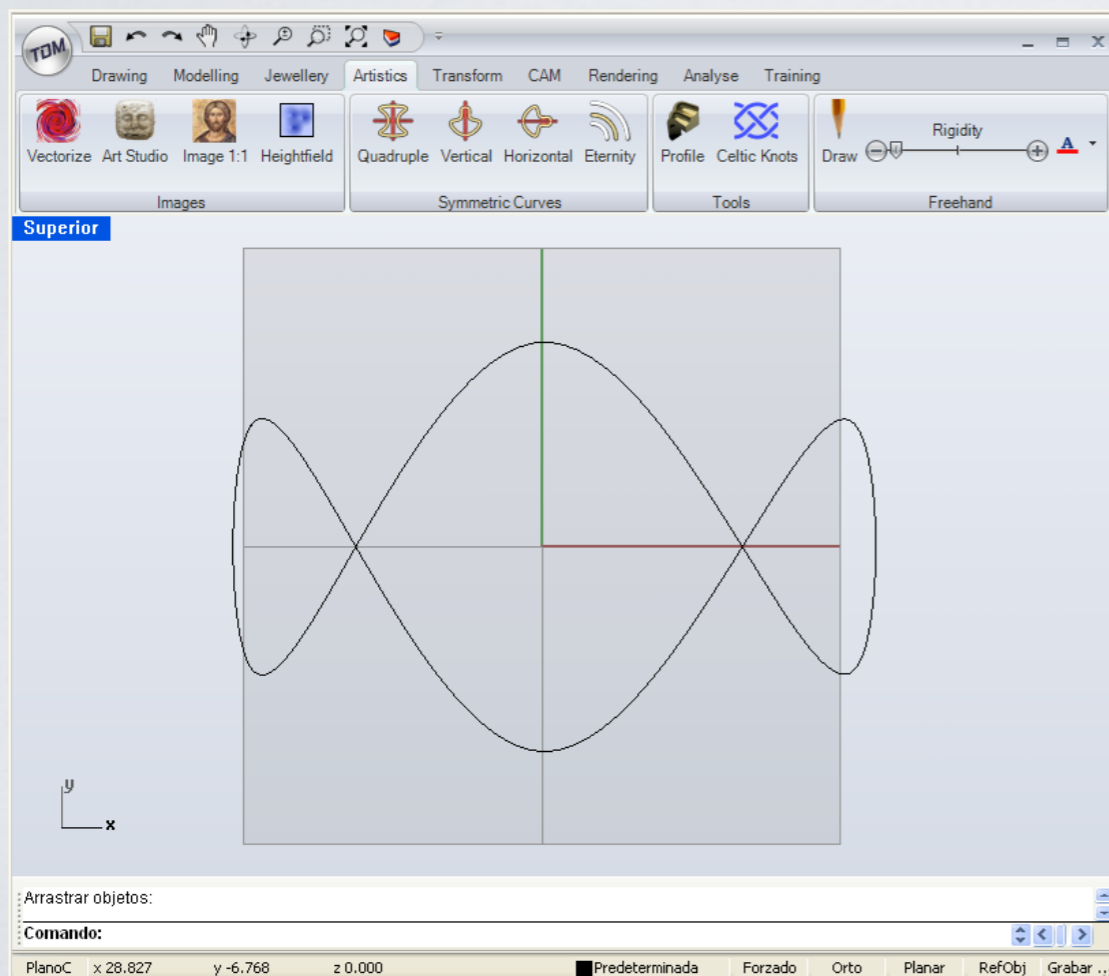 TDM
Drawing Modelling Jewellery Artistics Transform CAM Rendering Analyse Training
Rigidity
Vectorize Art Studio Image 1:1 Heightfield Quadruple Vertical Horizontal Eternity Profile Celtic Knots Draw A
Images Symmetric Curves Tools Freehand
Superior
y
x
Arrastrar objetos:
Comando:
PlanoC x 28.827 y -6.768 z 0.000 Predeterminada Forzado Orto Planar RefObj Grabar